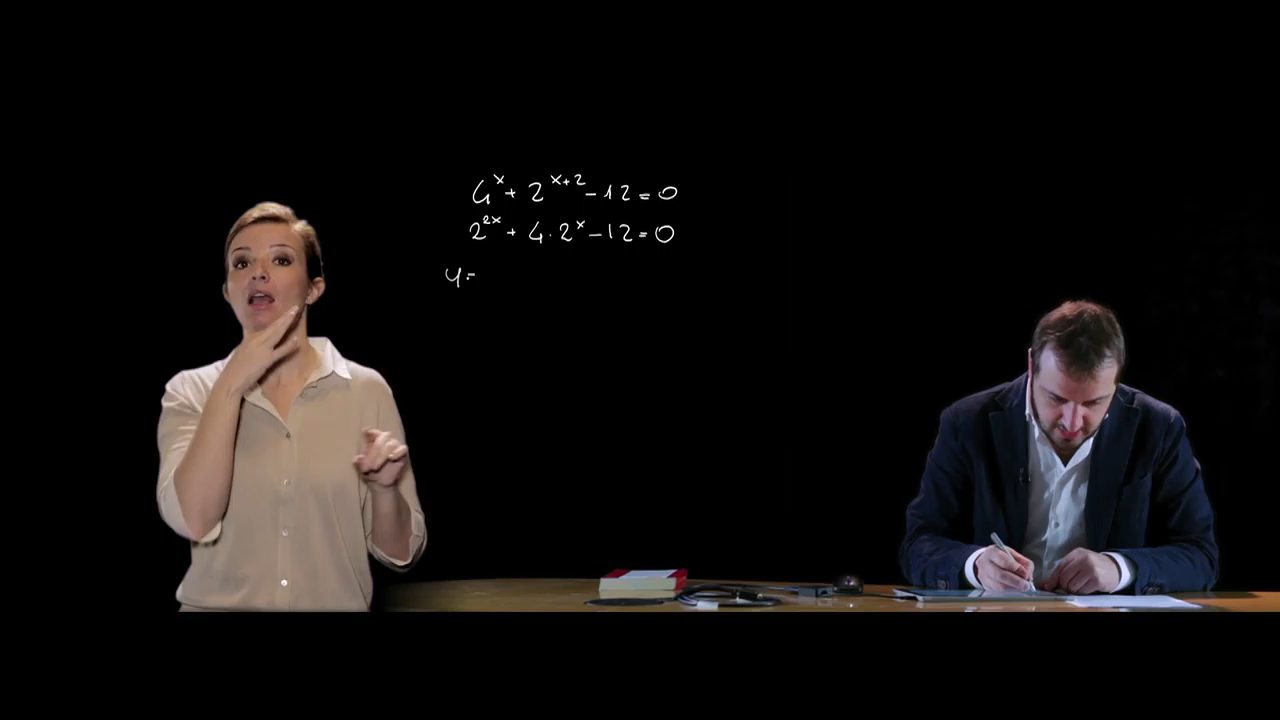 4^x + 2^{x+2} - 12 = 0
2^{2x} + 4 · 2^x - 12 = 0
y =